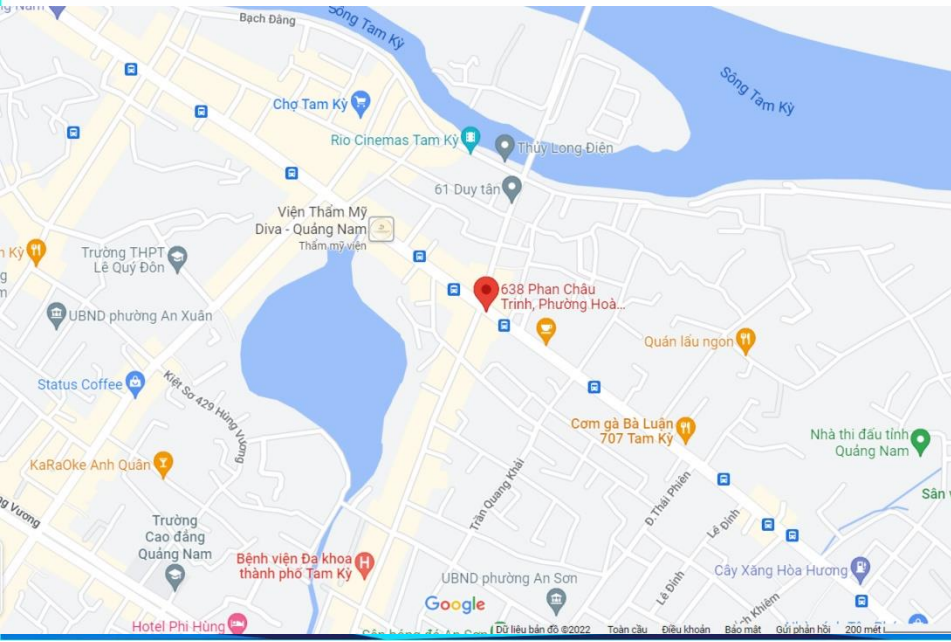 Bạch Đằng
Sông Tam Kỳ
Sông Tam Kỳ
Chợ Tam Kỳ
Rio Cinemas Tam Kỳ
Thủy Long Điện
61 Duy tân
Viện Thẩm Mỹ
Diva - Quảng Nam
Thẩm mỹ viện
Trường THPT
Lê Quý Đôn
638 Phan Châu
Trinh, Phường Hoà...
UBND phường An Xuân
Quán lẩu ngon
Status Coffee
Kiệt Số 429 Hùng Vương
Cơm gà Bà Luận
707 Tam Kỳ
Nhà thi đấu tỉnh
Quảng Nam
KaRaOke Anh Quân
Trần Quang Khải
Đ.Thái Phiên
Sân
Vương
Trường
Cao đẳng
Quảng Nam
Lê Đình
Bệnh viện Đa khoa
thành phố Tam Kỳ
UBND phường An Sơn
Lê Đình
Cây Xăng Hòa Hương
Google
Hotel Phi Hùng
Dữ liệu bản đồ ©2022 Toàn cầu Điều khoản Bảo mật Gửi phản hồi 200 mét